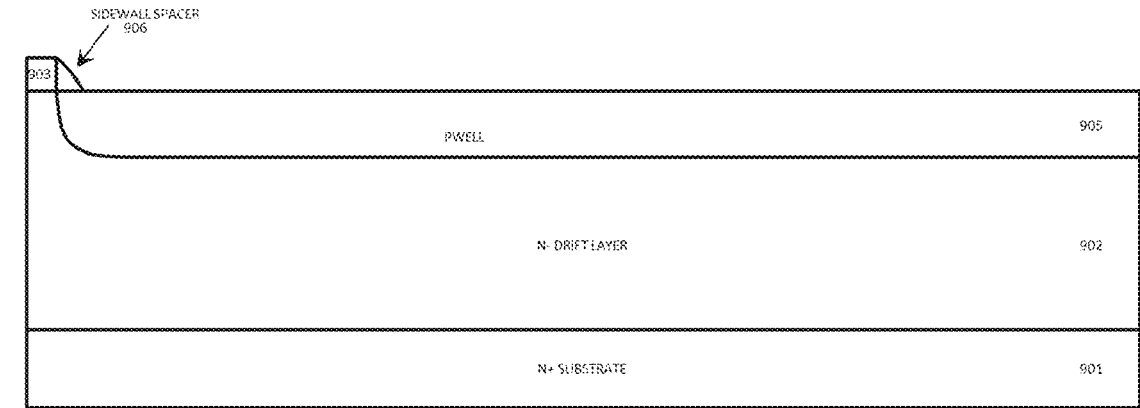 SIDEWALL SPACER
906
903
905
PWELL
N- DRIFT LAYER
902
N+ SUBSTRATE
901